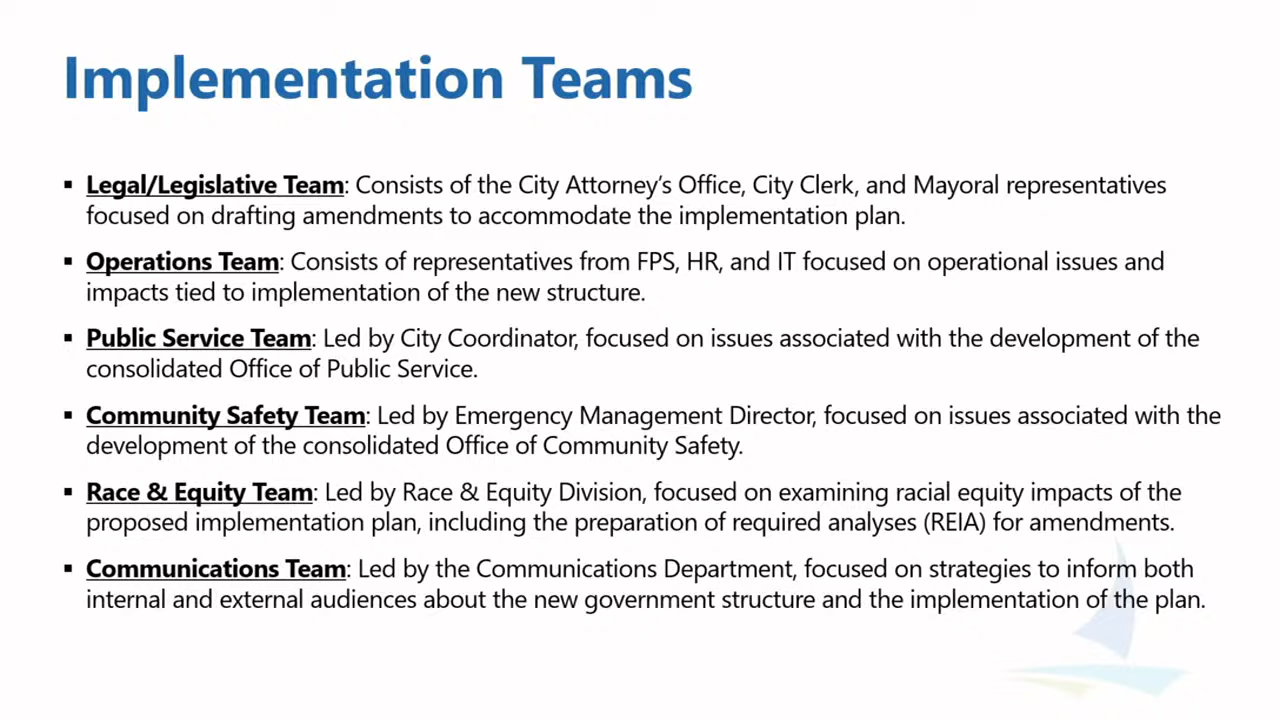 Implementation Teams
▪ Legal/Legislative Team: Consists of the City Attorney’s Office, City Clerk, and Mayoral representatives
focused on drafting amendments to accommodate the implementation plan.
▪ Operations Team: Consists of representatives from FPS, HR, and IT focused on operational issues and
impacts tied to implementation of the new structure.
▪ Public Service Team: Led by City Coordinator, focused on issues associated with the development of the
consolidated Office of Public Service.
▪ Community Safety Team: Led by Emergency Management Director, focused on issues associated with the
development of the consolidated Office of Community Safety.
▪ Race & Equity Team: Led by Race & Equity Division, focused on examining racial equity impacts of the
proposed implementation plan, including the preparation of required analyses (REIA) for amendments.
▪ Communications Team: Led by the Communications Department, focused on strategies to inform both
internal and external audiences about the new government structure and the implementation of the plan.